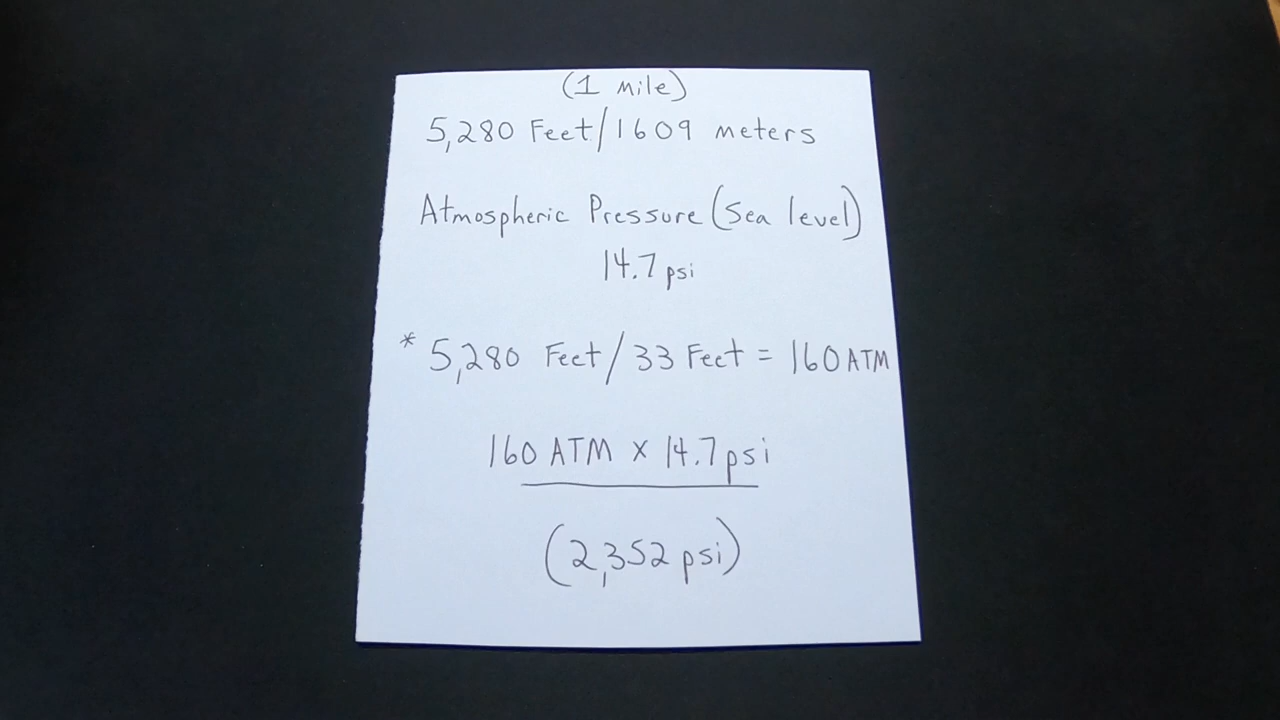 (1 mile)
5,280 Feet/1609 meters
Atmospheric Pressure (Sea level)
14.7 psi
* 5,280 Feet/33 Feet = 160 ATM
160 ATM x 14.7 psi
(2,352 psi)